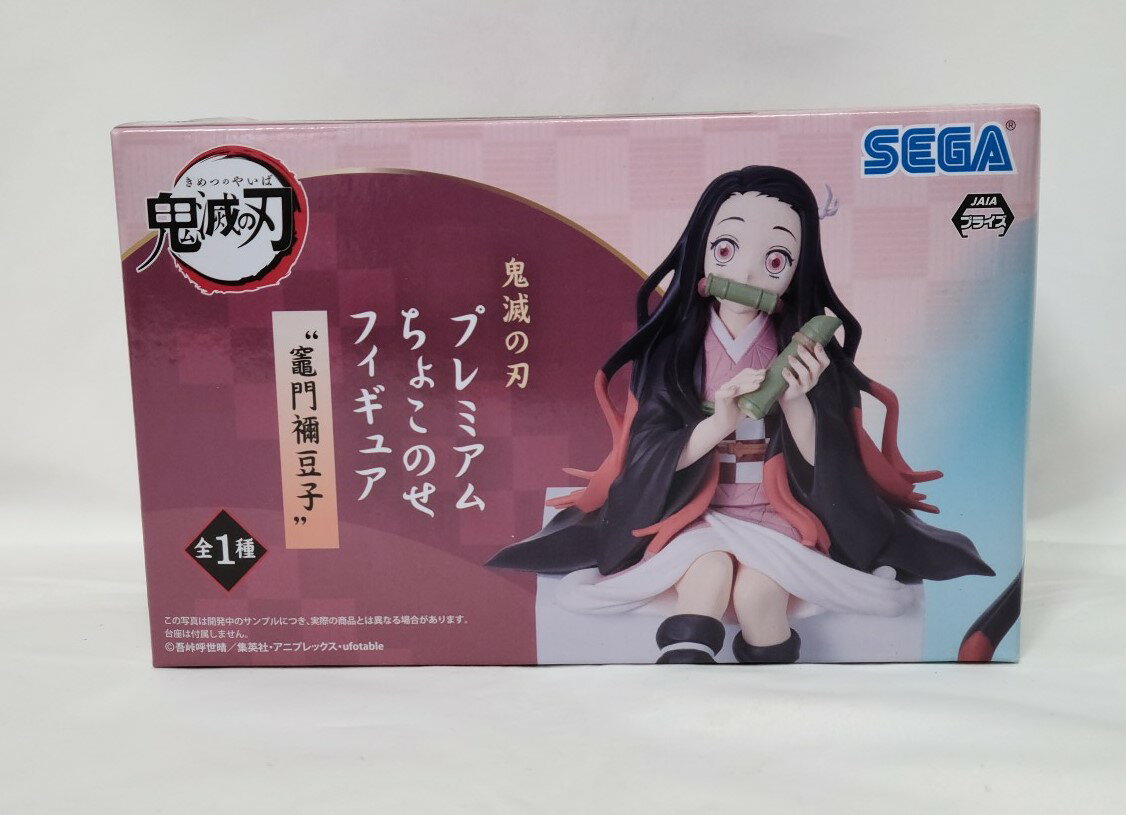 SEGA®
JAIA
プライズ
きめつのやいば
鬼滅の刃
鬼滅の刃
プレミアム
ちょこのせ
フィギュア
“竈門禰豆子”
全1種
この写真は開発中のサンプルにつき、実際の商品とは異なる場合があります。
台座は付属しません。
©吾峠呼世晴／集英社・アニプレックス・ufotable